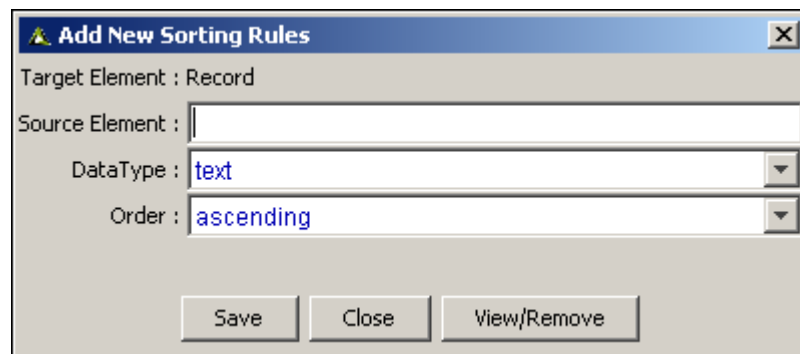 Add New Sorting Rules
Target Element : Record
Source Element :
DataType : text
Order : ascending
Save Close View/Remove